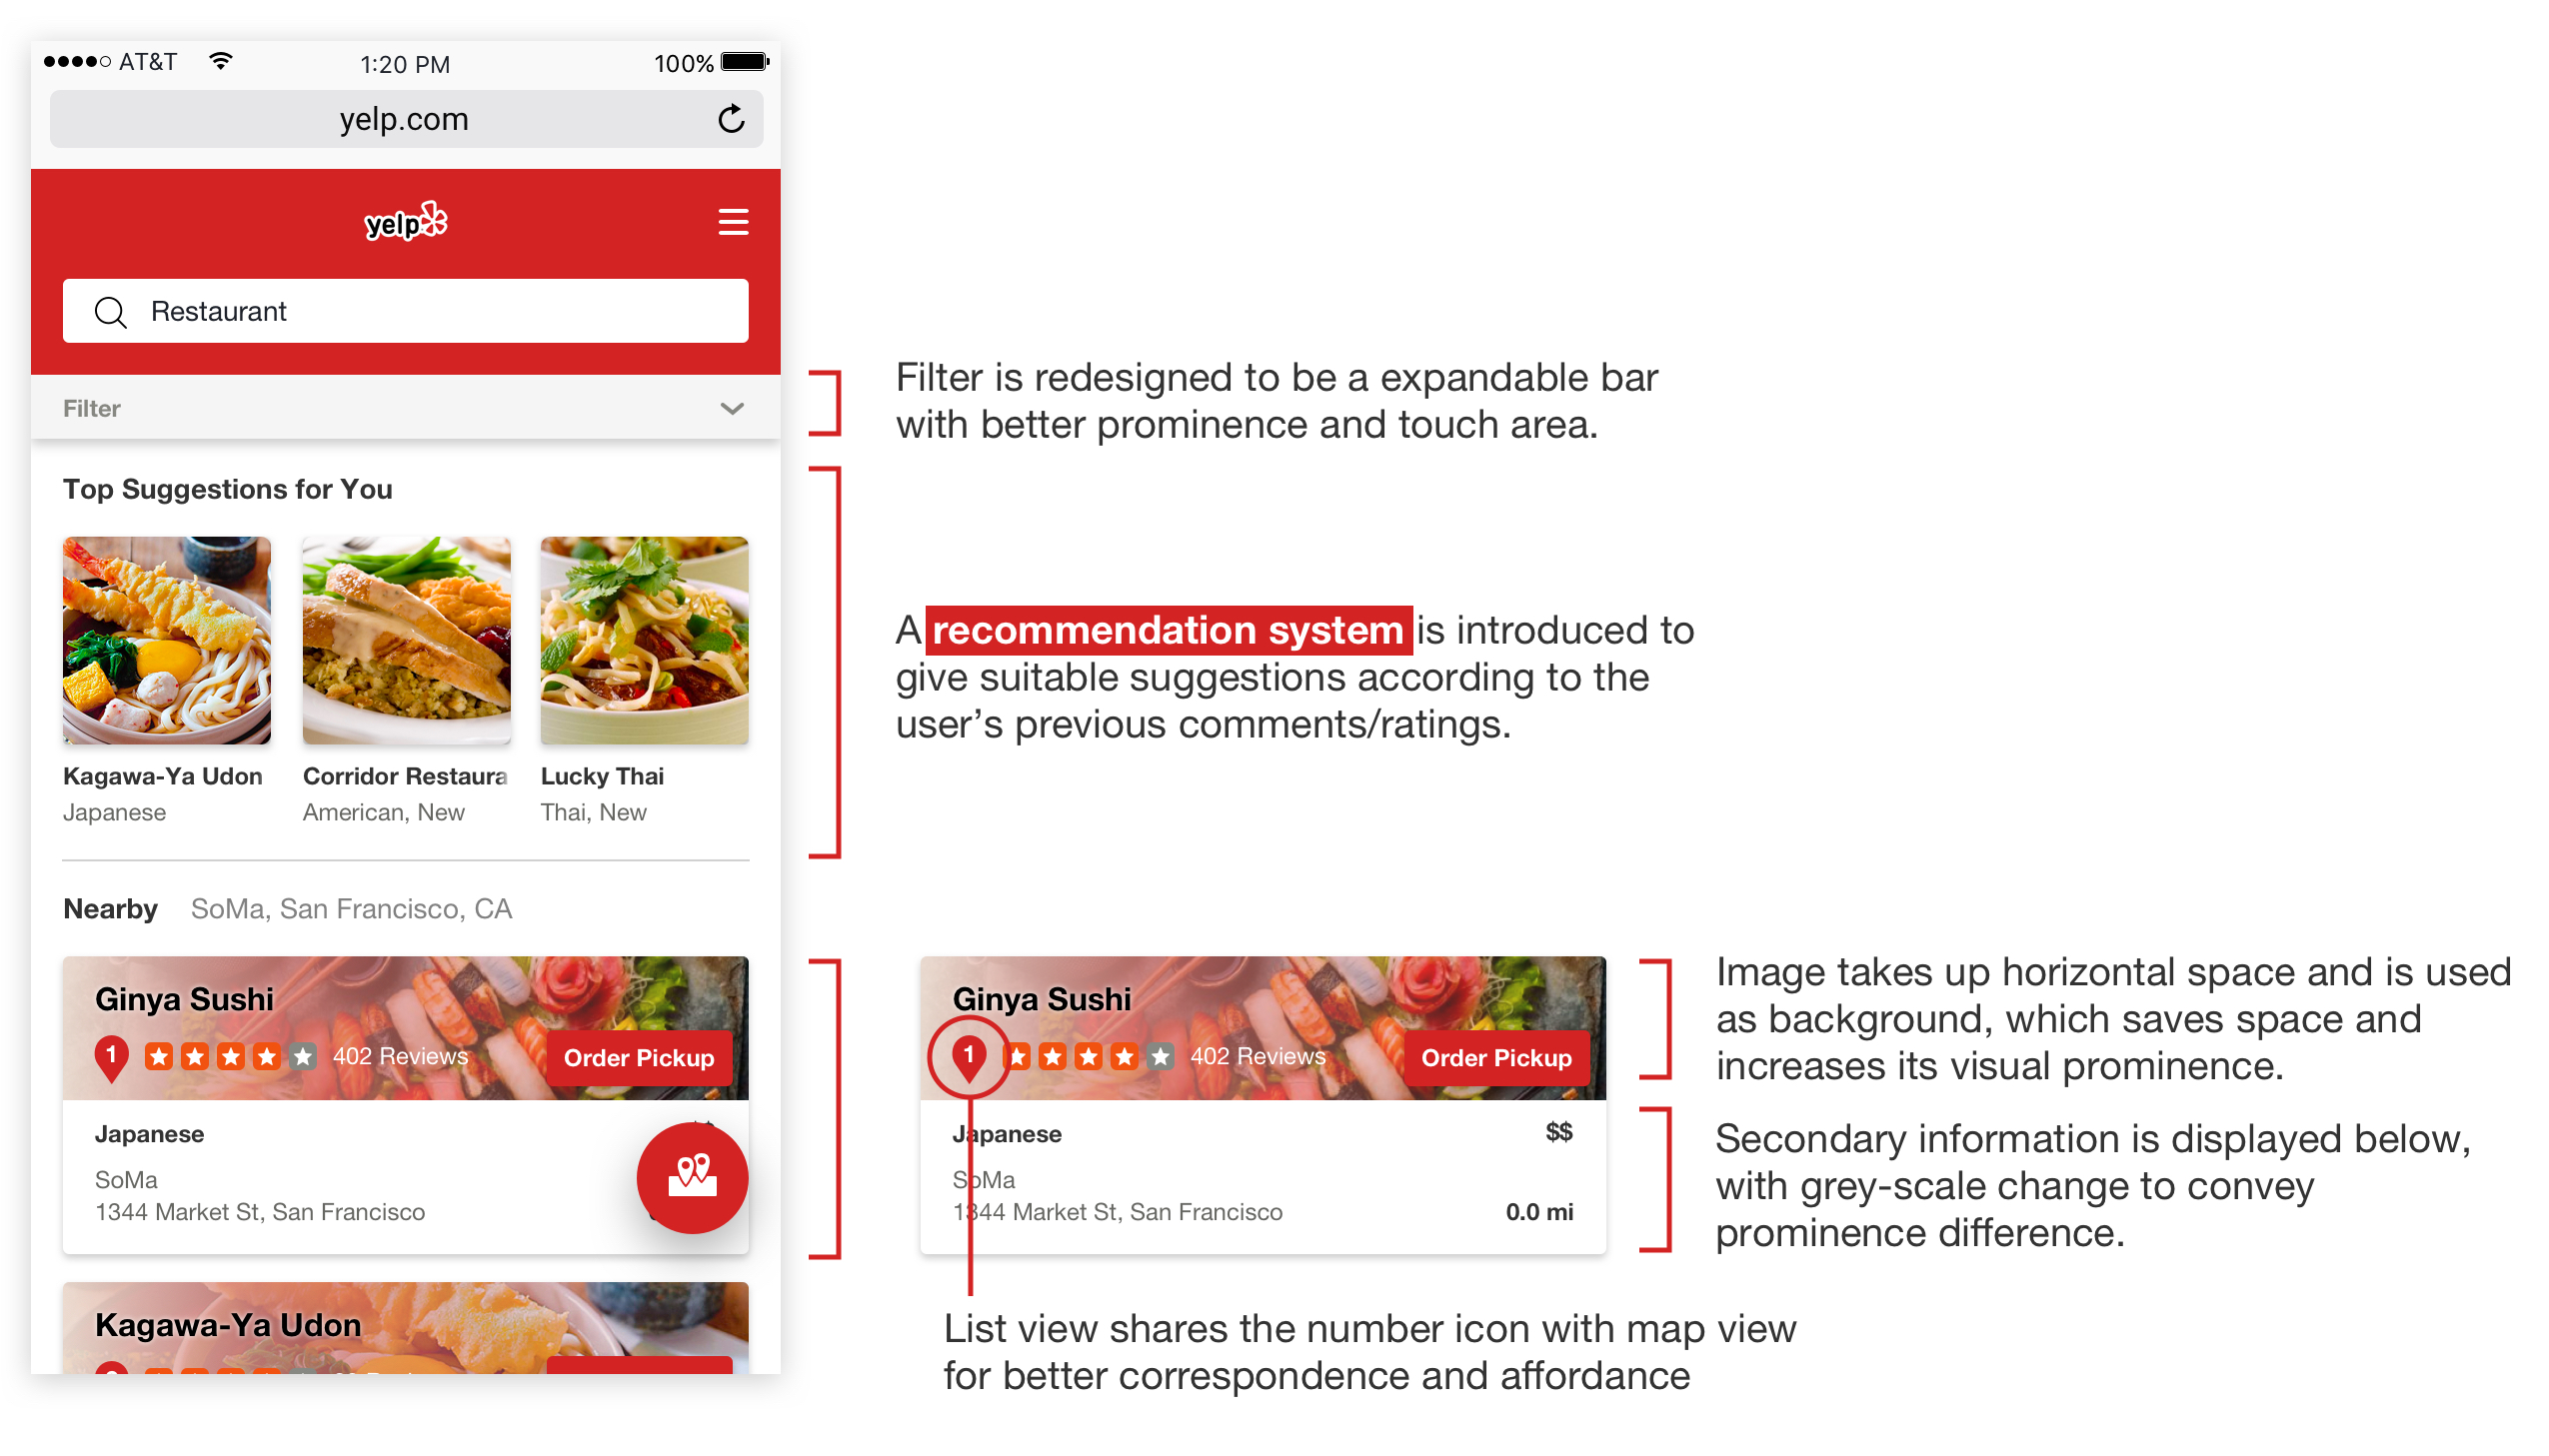 AT&T 1:20 PM 100%
yelp.com
yelp
Restaurant
Filter
Top Suggestions for You
Kagawa-Ya Udon
Japanese
Corridor Restaura
American, New
Lucky Thai
Thai, New
Nearby SoMa, San Francisco, CA
Ginya Sushi
1 402 Reviews Order Pickup
Japanese
SoMa
1344 Market St, San Francisco
Kagawa-Ya Udon
Filter is redesigned to be a expandable bar
with better prominence and touch area.
A recommendation system is introduced to
give suitable suggestions according to the
user’s previous comments/ratings.
Ginya Sushi
1 402 Reviews Order Pickup
Japanese $$
SoMa
1344 Market St, San Francisco 0.0 mi
Image takes up horizontal space and is used
as background, which saves space and
increases its visual prominence.
Secondary information is displayed below,
with grey-scale change to convey
prominence difference.
List view shares the number icon with map view
for better correspondence and affordance